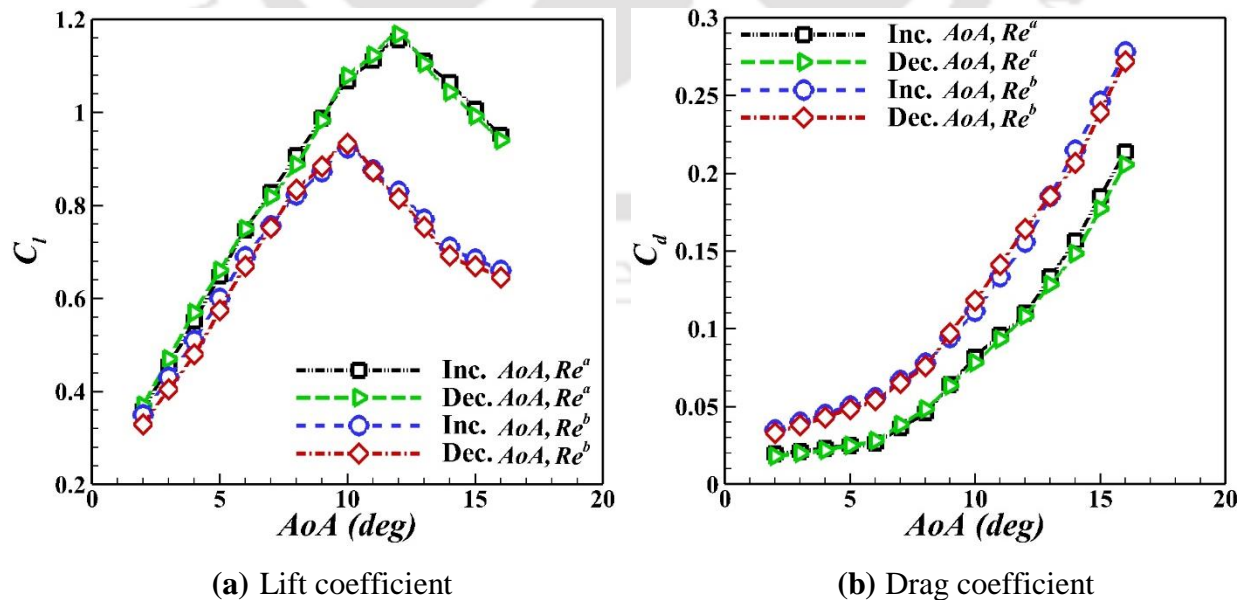 1.2
1
0.8
0.6
0.4
0.2
C_l
Inc. AoA, Re^a
Dec. AoA, Re^a
Inc. AoA, Re^b
Dec. AoA, Re^b
0 5 10 15 20
AoA (deg)
(a) Lift coefficient
0.3
0.25
0.2
0.15
0.1
0.05
0
C_d
Inc. AoA, Re^a
Dec. AoA, Re^a
Inc. AoA, Re^b
Dec. AoA, Re^b
5 10 15 20
AoA (deg)
(b) Drag coefficient